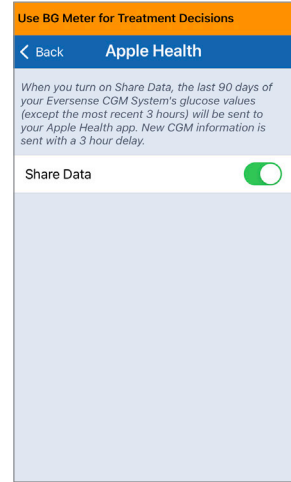 Use BG Meter for Treatment Decisions
Back Apple Health
When you turn on Share Data, the last 90 days of
your Eversense CGM System's glucose values
(except the most recent 3 hours) will be sent to
your Apple Health app. New CGM information is
sent with a 3 hour delay.
Share Data